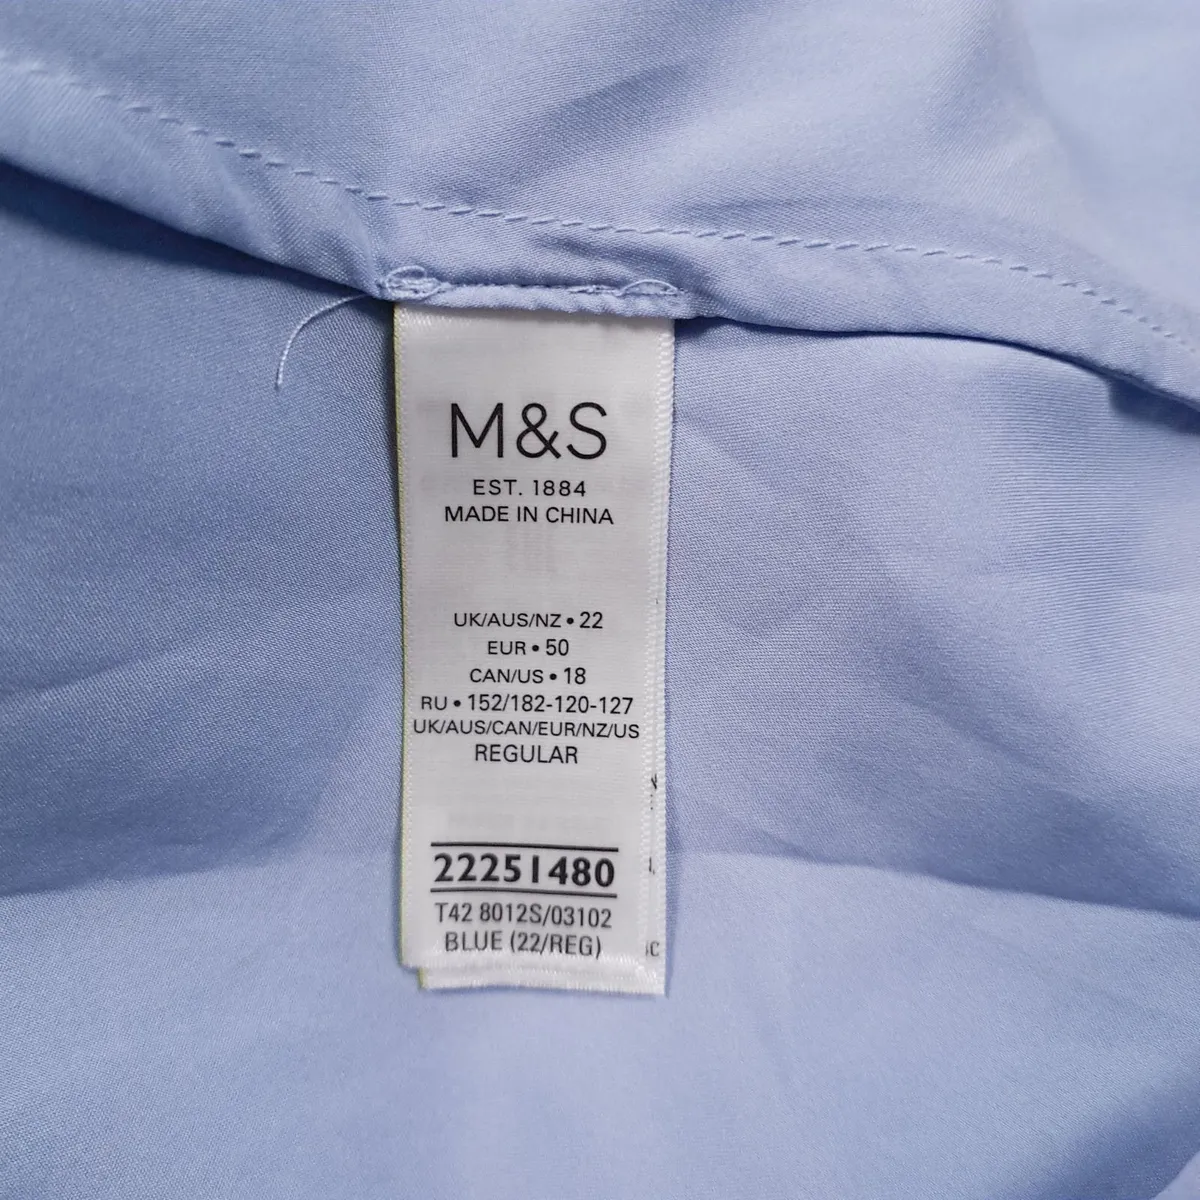 M&S
EST. 1884
MADE IN CHINA
UK/AUS/NZ • 22
EUR • 50
CAN/US • 18
RU • 152/182-120-127
UK/AUS/CAN/EUR/NZ/US
REGULAR
22251480
T42 8012S/03102
BLUE (22/REG)